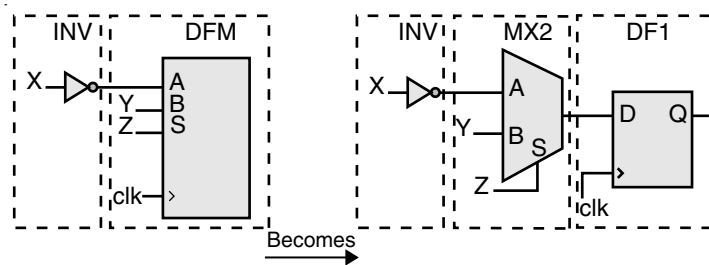 INV DFM INV MX2 DF1
X A X A D Q
Y B Y B
Z S S
Z
clk clk
Becomes